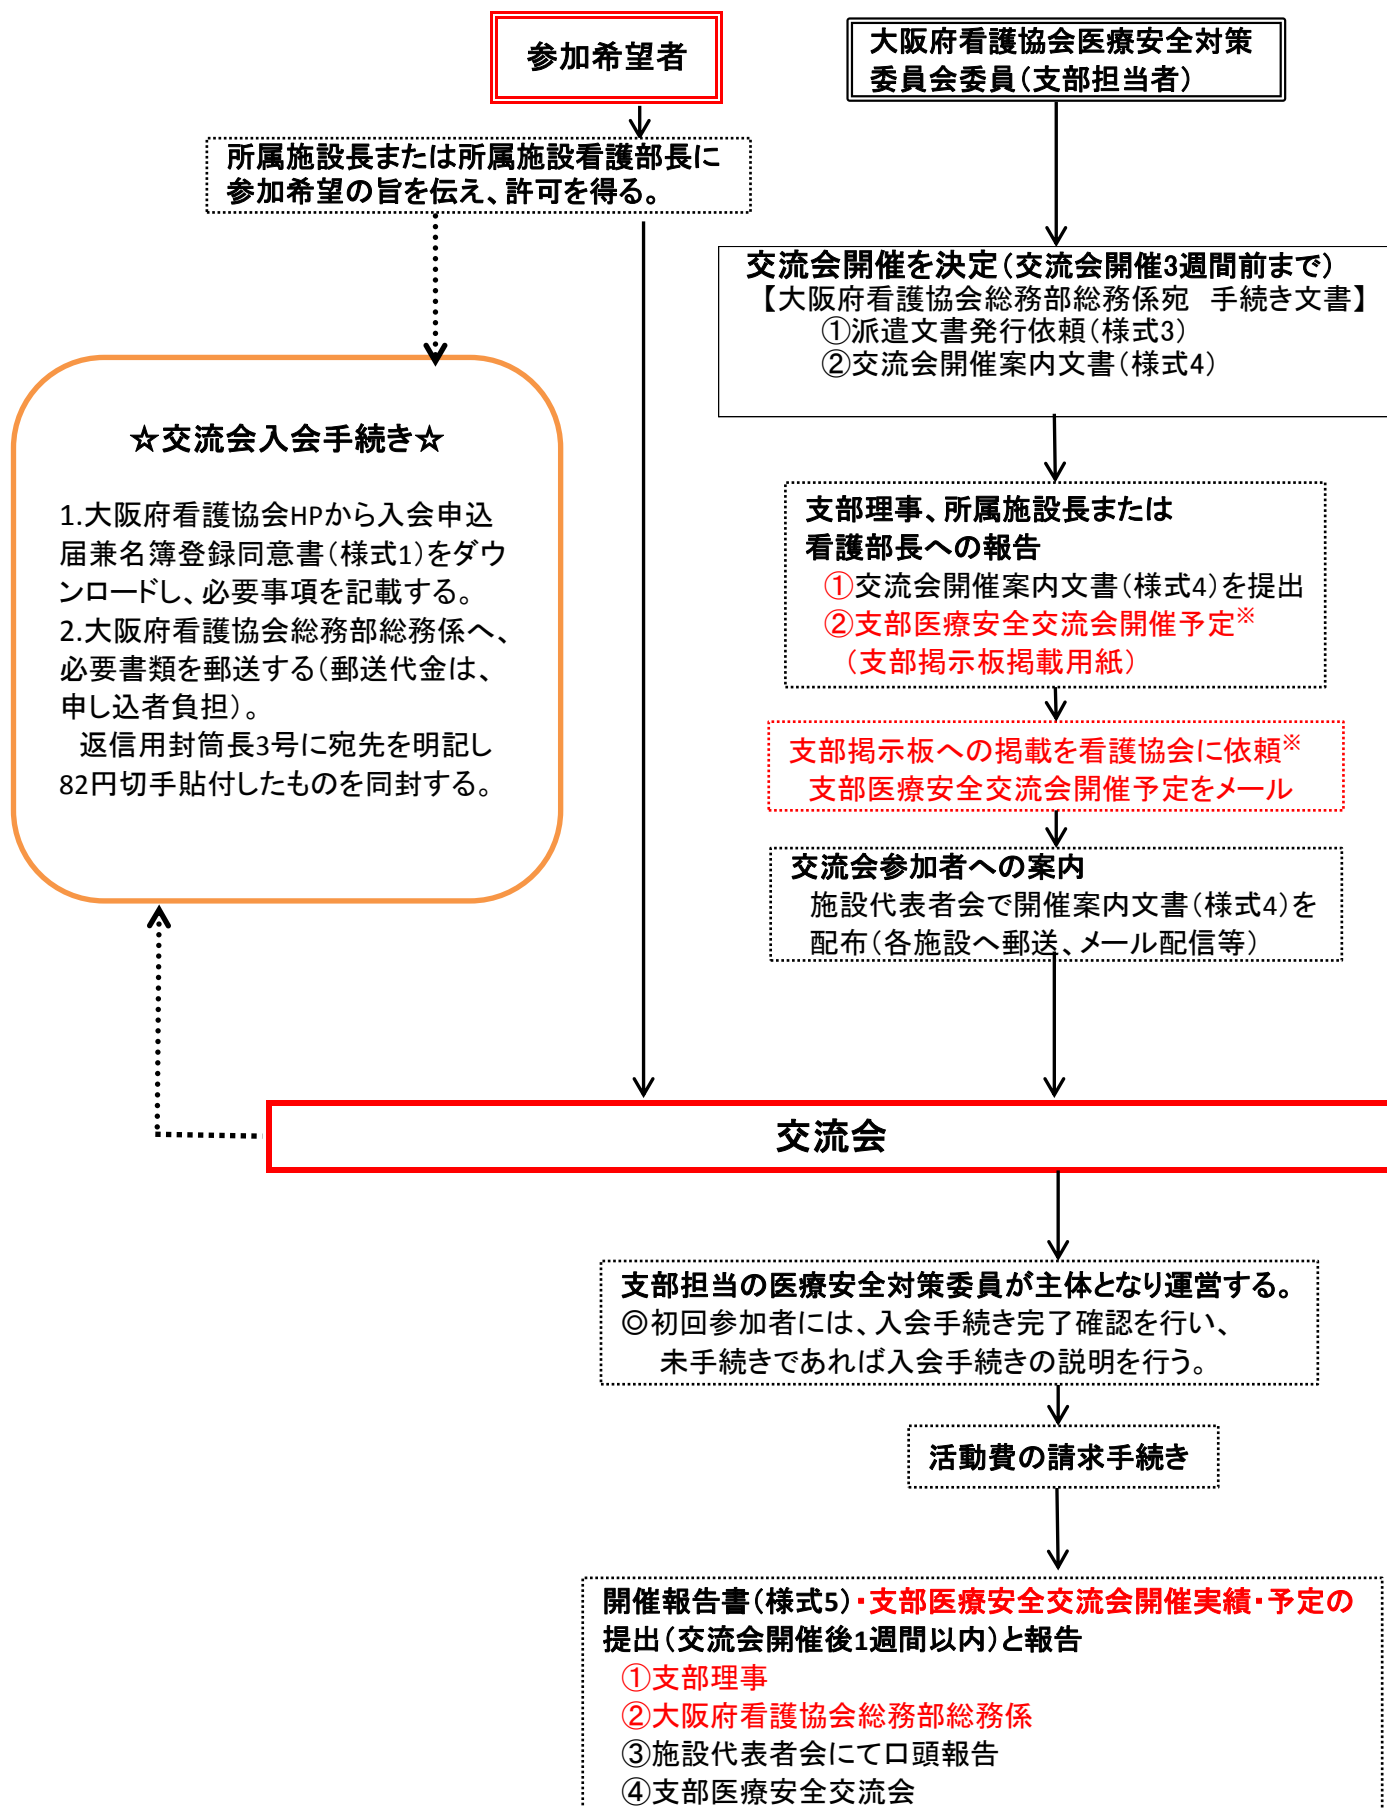 参加希望者
大阪府看護協会医療安全対策
委員会委員（支部担当者）
所属施設長または所属施設看護部長に
参加希望の旨を伝え、許可を得る。
交流会開催を決定（交流会開催3週間前まで）
【大阪府看護協会総務部総務係宛　手続き文書】
①派遣文書発行依頼（様式3）
②交流会開催案内文書（様式4）
☆交流会入会手続き☆
1.大阪府看護協会HPから入会申込
届兼名簿登録同意書（様式1）をダウ
ンロードし、必要事項を記載する。
2.大阪府看護協会総務部総務係へ、
必要書類を郵送する（郵送代金は、
申し込者負担）。
返信用封筒長3号に宛先を明記し
82円切手貼付したものを同封する。
支部理事、所属施設長または
看護部長への報告
①交流会開催案内文書（様式4）を提出
②支部医療安全交流会開催予定※
（支部掲示板掲載用紙）
支部掲示板への掲載を看護協会に依頼※
支部医療安全交流会開催予定をメール
交流会参加者への案内
施設代表者会で開催案内文書（様式4）を
配布（各施設へ郵送、メール配信等）
交流会
支部担当の医療安全対策委員が主体となり運営する。
◎初回参加者には、入会手続き完了確認を行い、
未手続きであれば入会手続きの説明を行う。
活動費の請求手続き
開催報告書（様式5）・支部医療安全交流会開催実績・予定の
提出（交流会開催後1週間以内）と報告
①支部理事
②大阪府看護協会総務部総務係
③施設代表者会にて口頭報告
④支部医療安全交流会